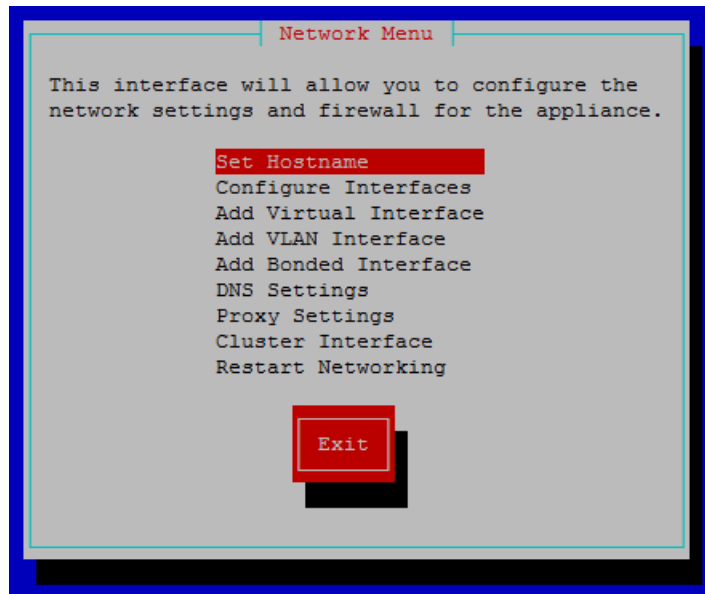 Network Menu
This interface will allow you to configure the
network settings and firewall for the appliance.
Set Hostname
Configure Interfaces
Add Virtual Interface
Add VLAN Interface
Add Bonded Interface
DNS Settings
Proxy Settings
Cluster Interface
Restart Networking
Exit